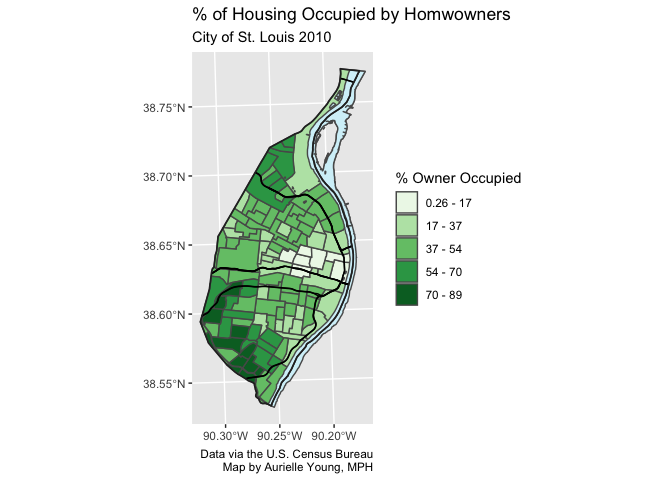 % of Housing Occupied by Homwowners
City of St. Louis 2010
38.75°N
38.70°N
38.65°N
38.60°N
38.55°N
90.30°W 90.25°W 90.20°W
% Owner Occupied
0.26 - 17
17 - 37
37 - 54
54 - 70
70 - 89
Data via the U.S. Census Bureau
Map by Aurielle Young, MPH